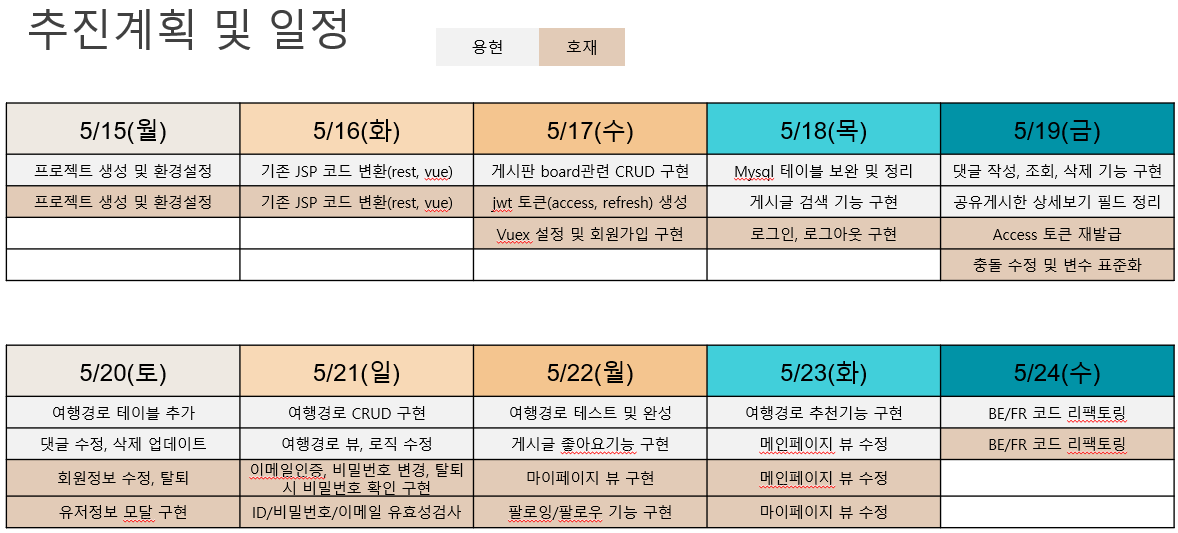 추진계획 및 일정
용현 호재
5/15(월) 5/16(화) 5/17(수) 5/18(목) 5/19(금)
프로젝트 생성 및 환경설정 기존 JSP 코드 변환(rest, vue) 게시판 board관련 CRUD 구현 Mysql 테이블 보완 및 정리 댓글 작성, 조회, 삭제 기능 구현
프로젝트 생성 및 환경설정 기존 JSP 코드 변환(rest, vue) jwt 토큰(access, refresh) 생성 게시글 검색 기능 구현 공유게시한 상세보기 필드 정리
Vuex 설정 및 회원가입 구현 로그인, 로그아웃 구현 Access 토큰 재발급
충돌 수정 및 변수 표준화
5/20(토) 5/21(일) 5/22(월) 5/23(화) 5/24(수)
여행경로 테이블 추가 여행경로 CRUD 구현 여행경로 테스트 및 완성 여행경로 추천기능 구현 BE/FR 코드 리팩토링
댓글 수정, 삭제 업데이트 여행경로 뷰, 로직 수정 게시글 좋아요기능 구현 메인페이지 뷰 수정 BE/FR 코드 리팩토링
회원정보 수정, 탈퇴 이메일인증, 비밀번호 변경, 탈퇴 마이페이지 뷰 구현 메인페이지 뷰 수정
시 비밀번호 확인 구현
유저정보 모달 구현 ID/비밀번호/이메일 유효성검사 팔로잉/팔로우 기능 구현 마이페이지 뷰 수정